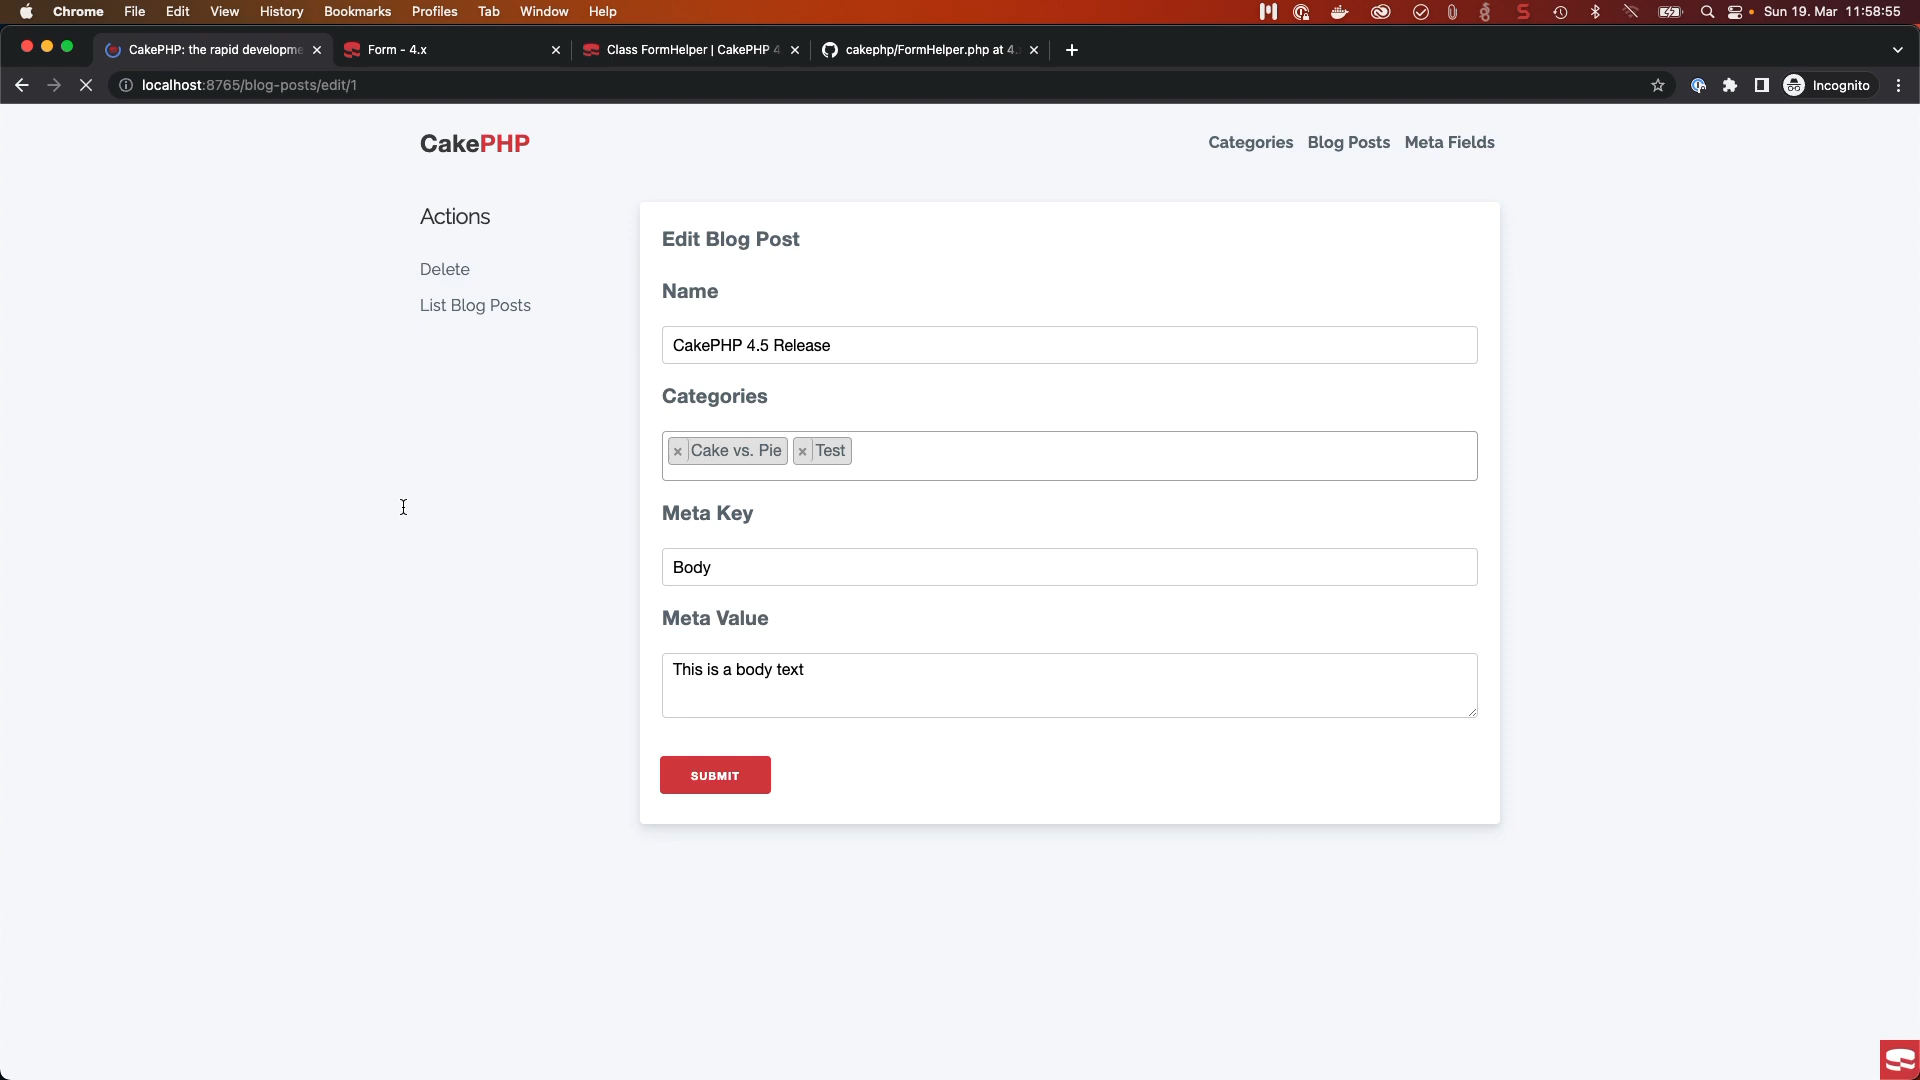 Chrome File Edit View History Bookmarks Profiles Tab Window Help Sun 19. Mar 11:58:55
CakePHP: the rapid developme Form - 4.x Class FormHelper | CakePHP 4 cakephp/FormHelper.php at 4.
localhost:8765/blog-posts/edit/1 Incognito
CakePHP Categories Blog Posts Meta Fields
Actions
Delete
List Blog Posts
Edit Blog Post
Name
CakePHP 4.5 Release
Categories
× Cake vs. Pie × Test
Meta Key
Body
Meta Value
This is a body text
SUBMIT